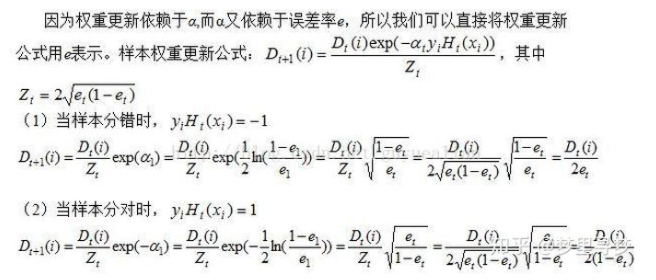 因为权重更新依赖于α,而α又依赖于误差率e，所以我们可以直接将权重更新
公式用e表示。样本权重更新公式：D_{t+1}(i)=\frac{D_t(i)exp(-α_t y_i H_t(x_i))}{Z_t}，其中
Z_t=2\sqrt{e_t(1-e_t)}
（1）当样本分错时，y_i H_t(x_i)=-1
D_{t+1}(i)=\frac{D_t(i)}{Z_t}exp(α_1)=\frac{D_t(i)}{Z_t}exp(\frac{1}{2}ln(\frac{1-e_1}{e_1}))=\frac{D_t(i)}{Z_t}\sqrt{\frac{1-e_t}{e_t}}=\frac{D_t(i)}{2\sqrt{e_t(1-e_t)}}\sqrt{\frac{1-e_t}{e_t}}=\frac{D_t(i)}{2e_t}
（2）当样本分对时，y_i H_t(x_i)=1
D_{t+1}(i)=\frac{D_t(i)}{Z_t}exp(-α_1)=\frac{D_t(i)}{Z_t}exp(-\frac{1}{2}ln(\frac{1-e_1}{e_1}))=\frac{D_t(i)}{Z_t}\sqrt{\frac{e_t}{1-e_t}}=\frac{D_t(i)}{2\sqrt{e_t(1-e_t)}}\sqrt{\frac{e_t}{1-e_t}}=\frac{D_t(i)}{2(1-e_t)}